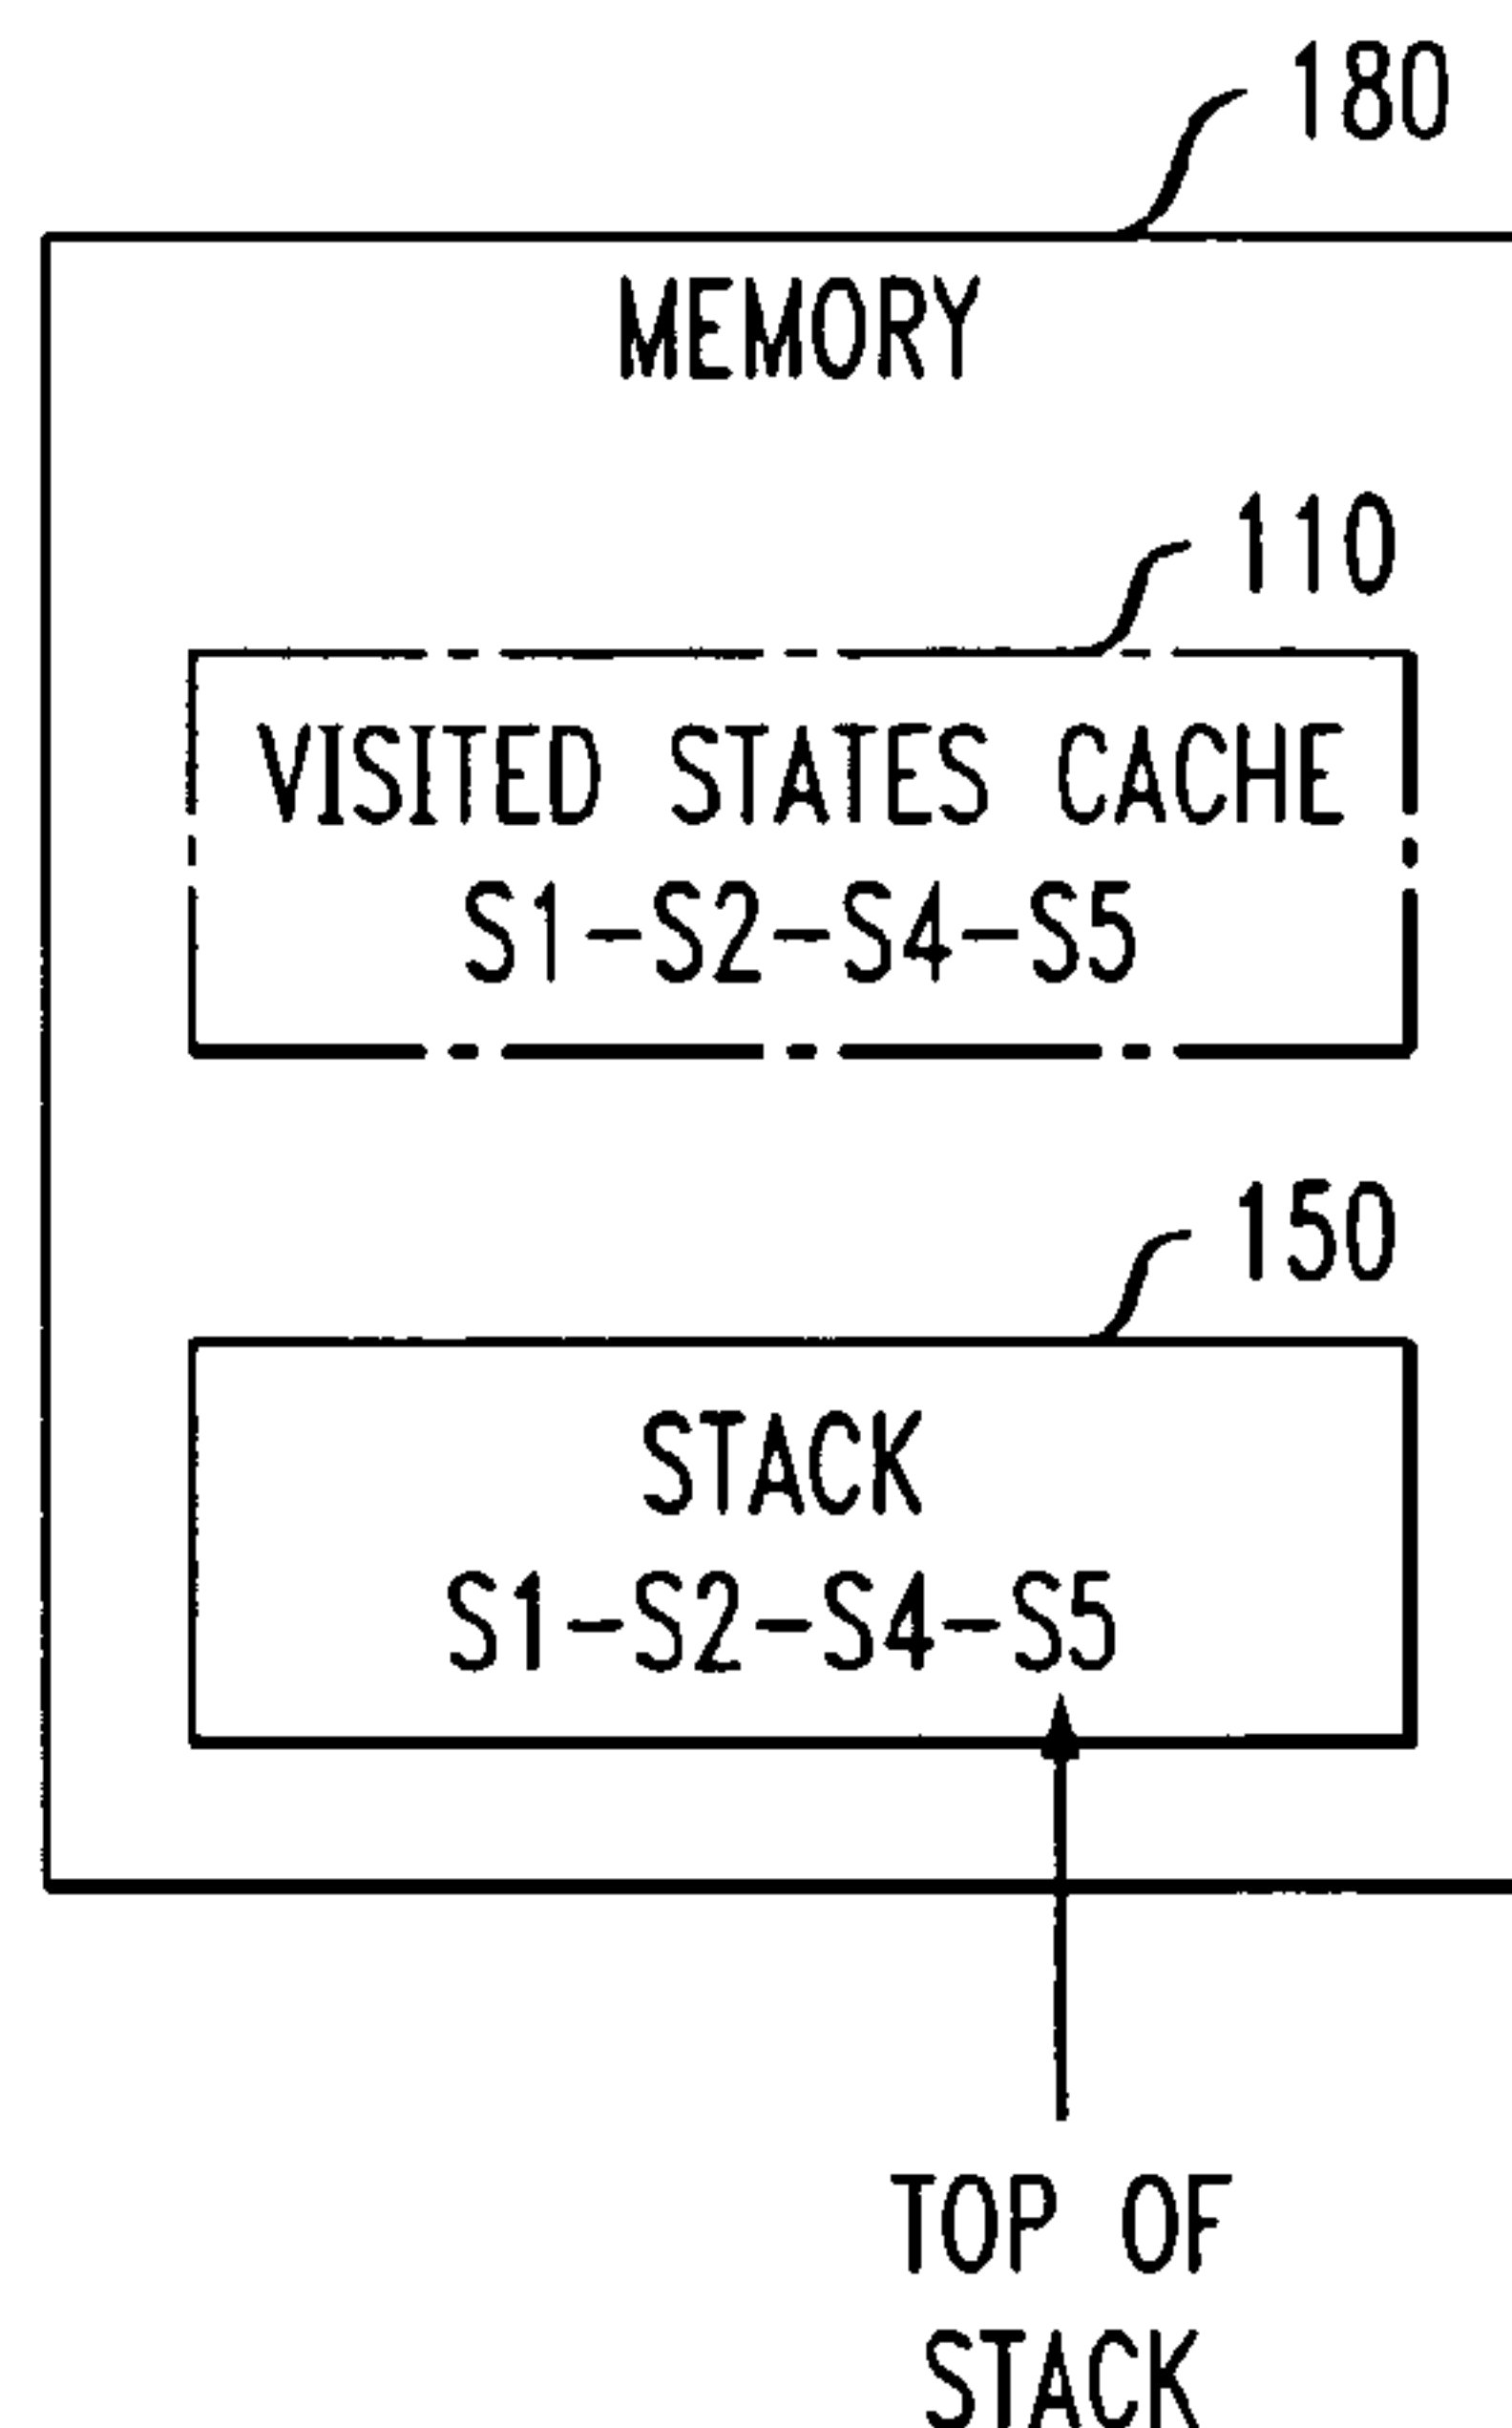 180
MEMORY
110
VISITED STATES CACHE
S1-S2-S4-S5
150
STACK
S1-S2-S4-S5
TOP OF
STACK